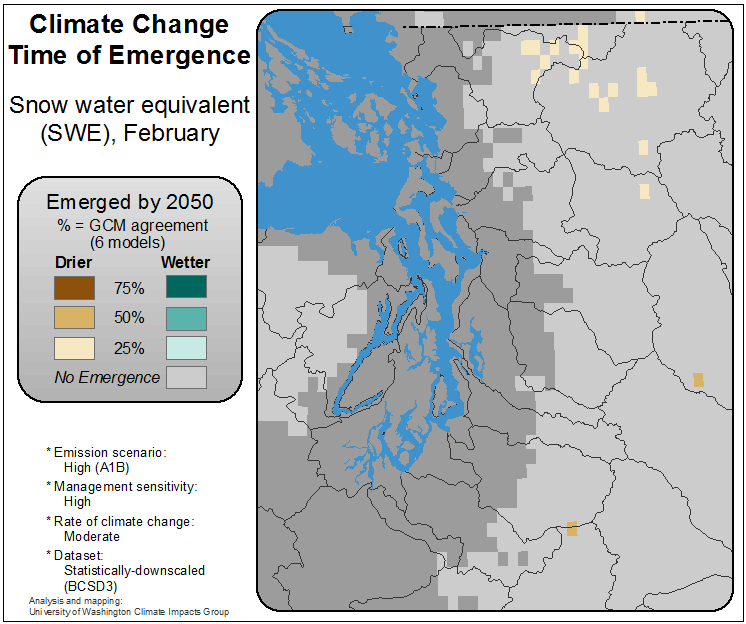 Climate Change
Time of Emergence
Snow water equivalent
(SWE), February
Emerged by 2050
% = GCM agreement
(6 models)
Drier Wetter
75%
50%
25%
No Emergence
* Emission scenario:
High (A1B)
* Management sensitivity:
High
* Rate of climate change:
Moderate
* Dataset:
Statistically-downscaled
(BCSD3)
Analysis and mapping:
University of Washington Climate Impacts Group